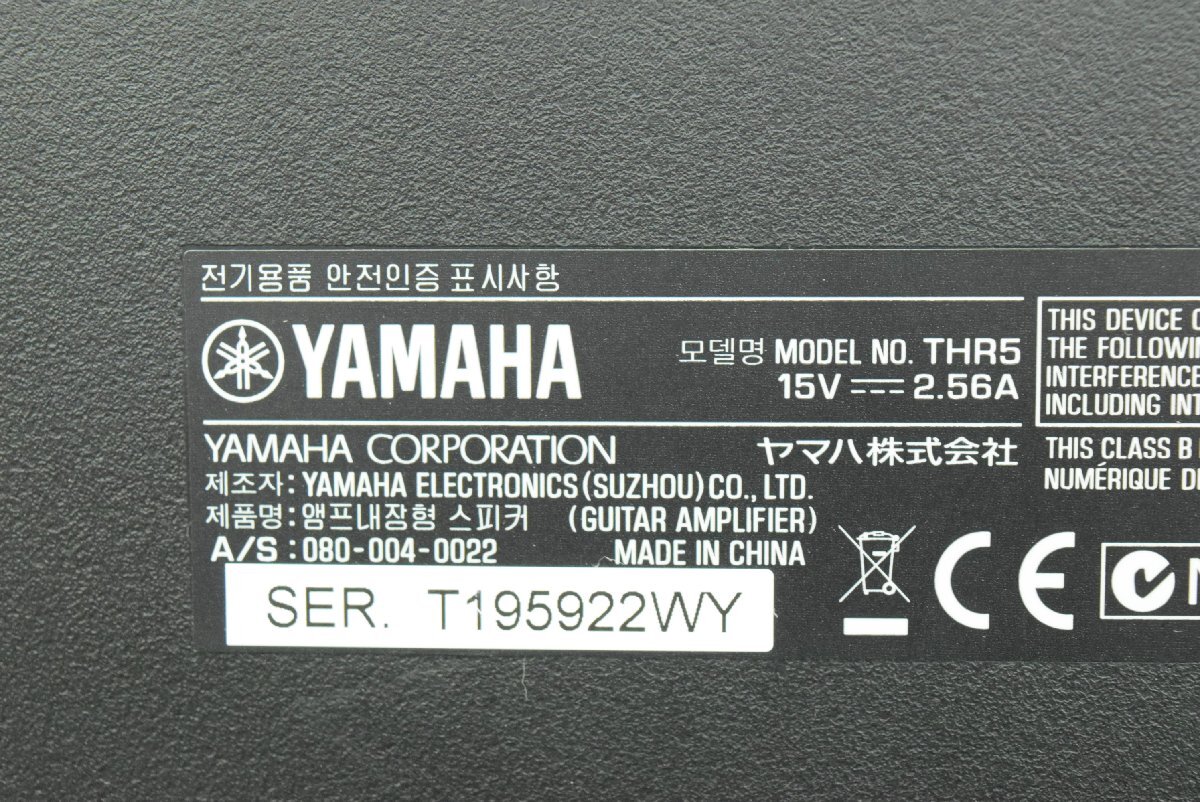 전기용품 안전인증 표시사항
YAMAHA
모델명 MODEL NO. THR5
15V 2.56A
YAMAHA CORPORATION ヤマハ株式会社
제조자: YAMAHA ELECTRONICS (SUZHOU) CO., LTD.
제품명: 앰프내장형 스피커 (GUITAR AMPLIFIER)
A/S : 080-004-0022 MADE IN CHINA
SER. T195922WY
CE
THIS DEVICE
THE FOLLOWIN
INTERFERENCE
INCLUDING INT
THIS CLASS B
NUMÉRIQUE